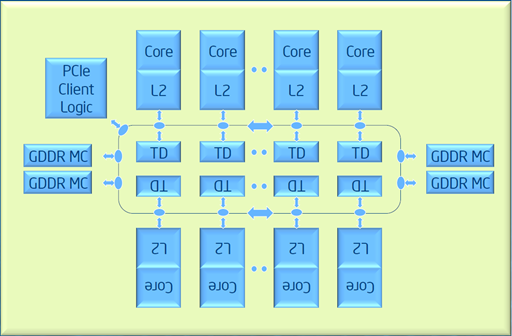 Core Core Core Core
PCIe
Client
Logic
L2 L2 L2 L2
GDDR MC TD TD TD TD GDDR MC
GDDR MC TD TD TD TD GDDR MC
L2 L2 L2 L2
Core Core Core Core